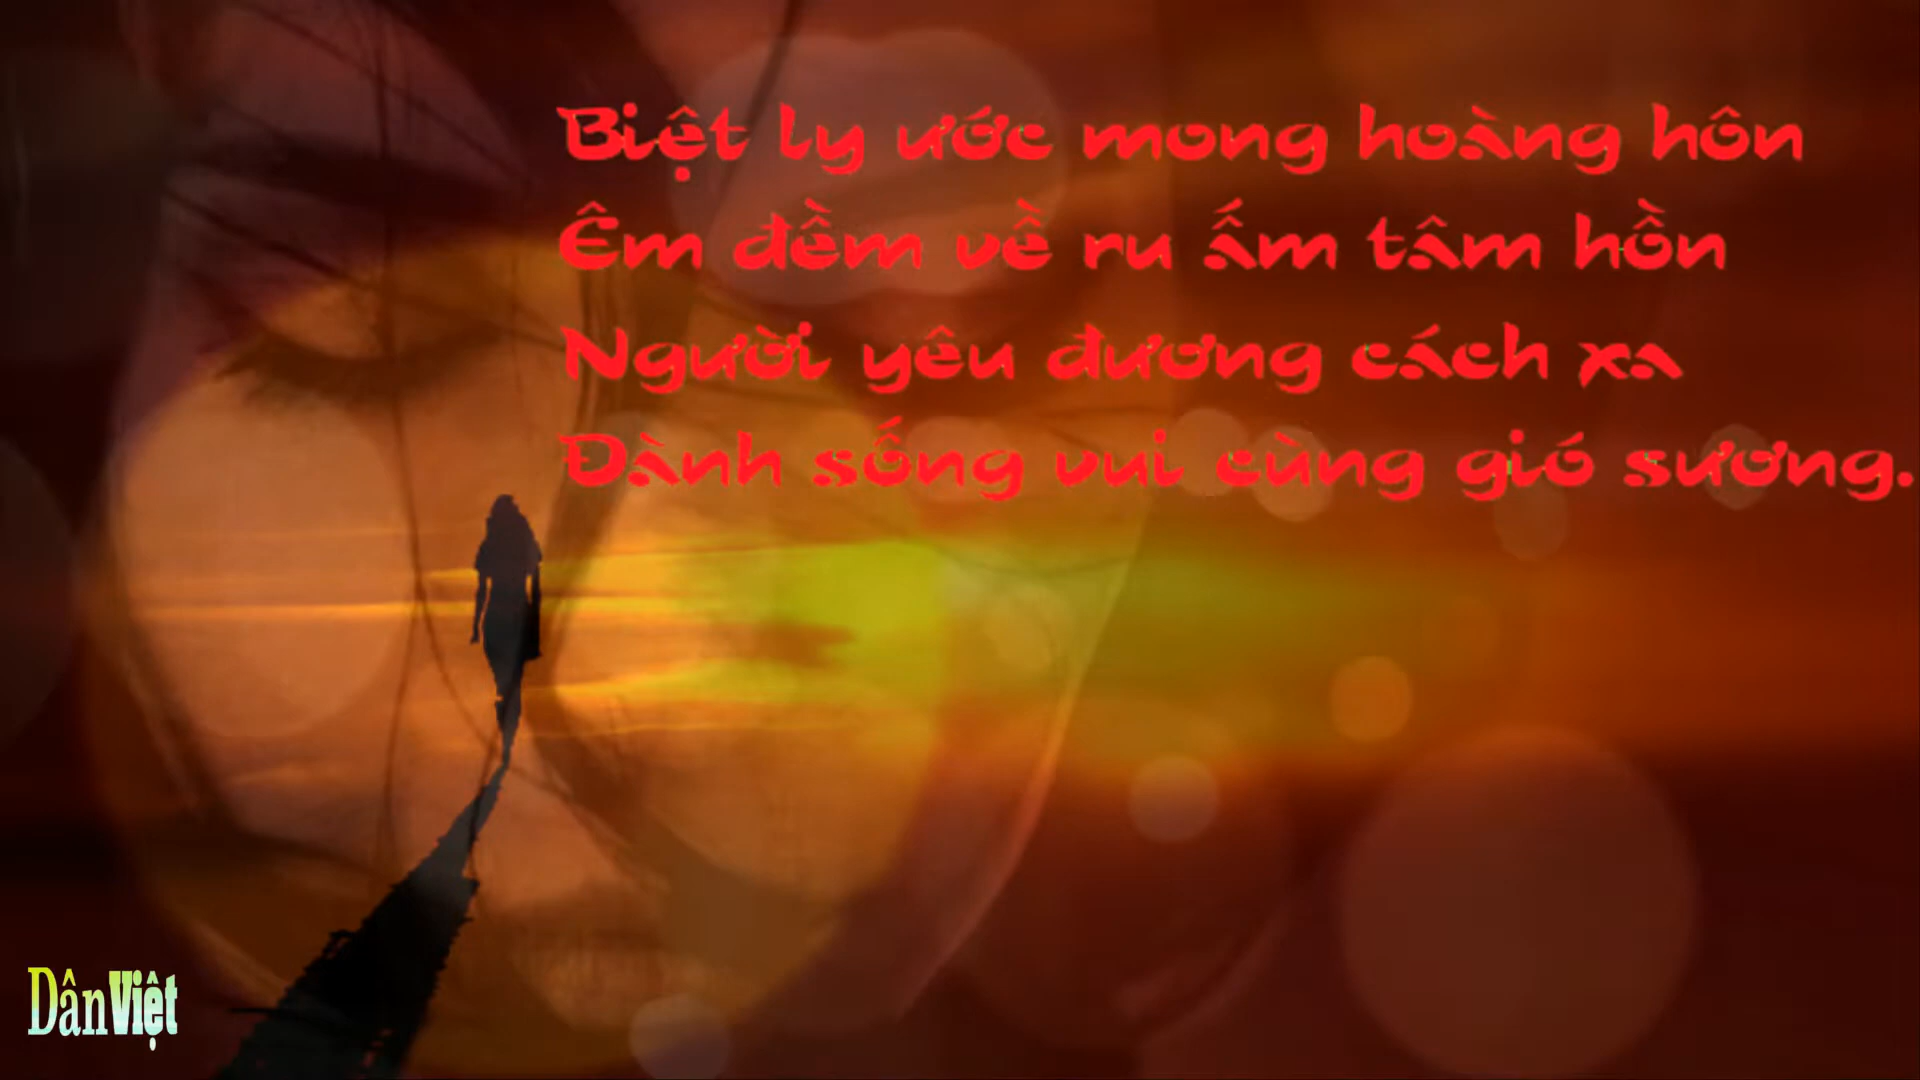 Biệt ly ước mong hoàng hôn
Êm đềm về ru ấm tâm hồn
Người yêu đương cách xa
Đành sống vui cùng gió sương.
DânViệt